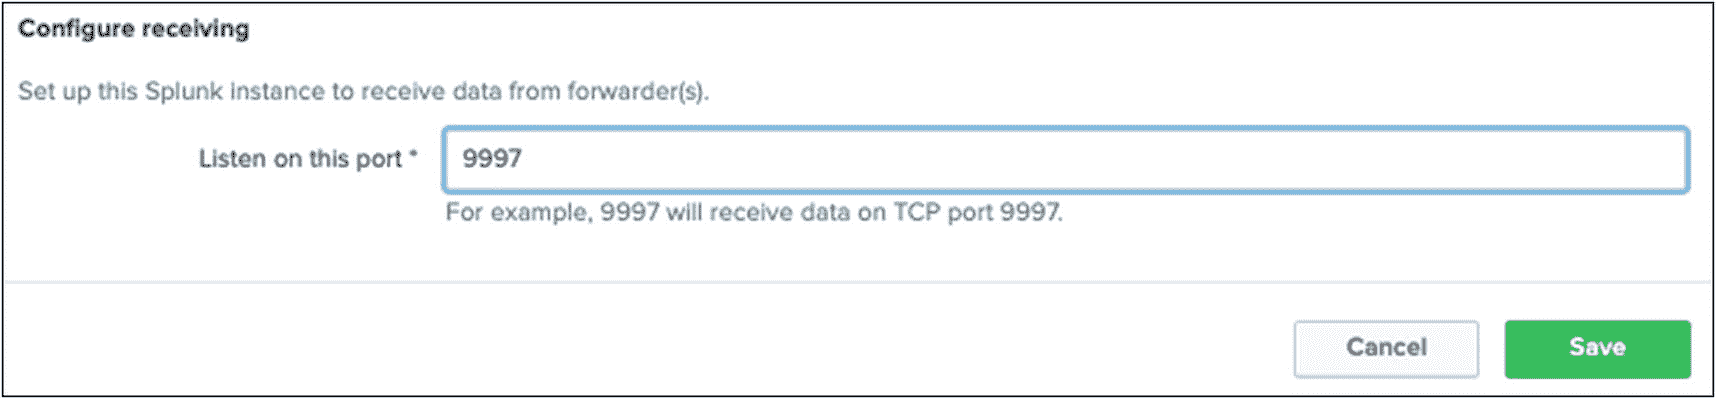 Configure receiving
Set up this Splunk instance to receive data from forwarder(s).
Listen on this port * 9997
For example, 9997 will receive data on TCP port 9997.
Cancel Save